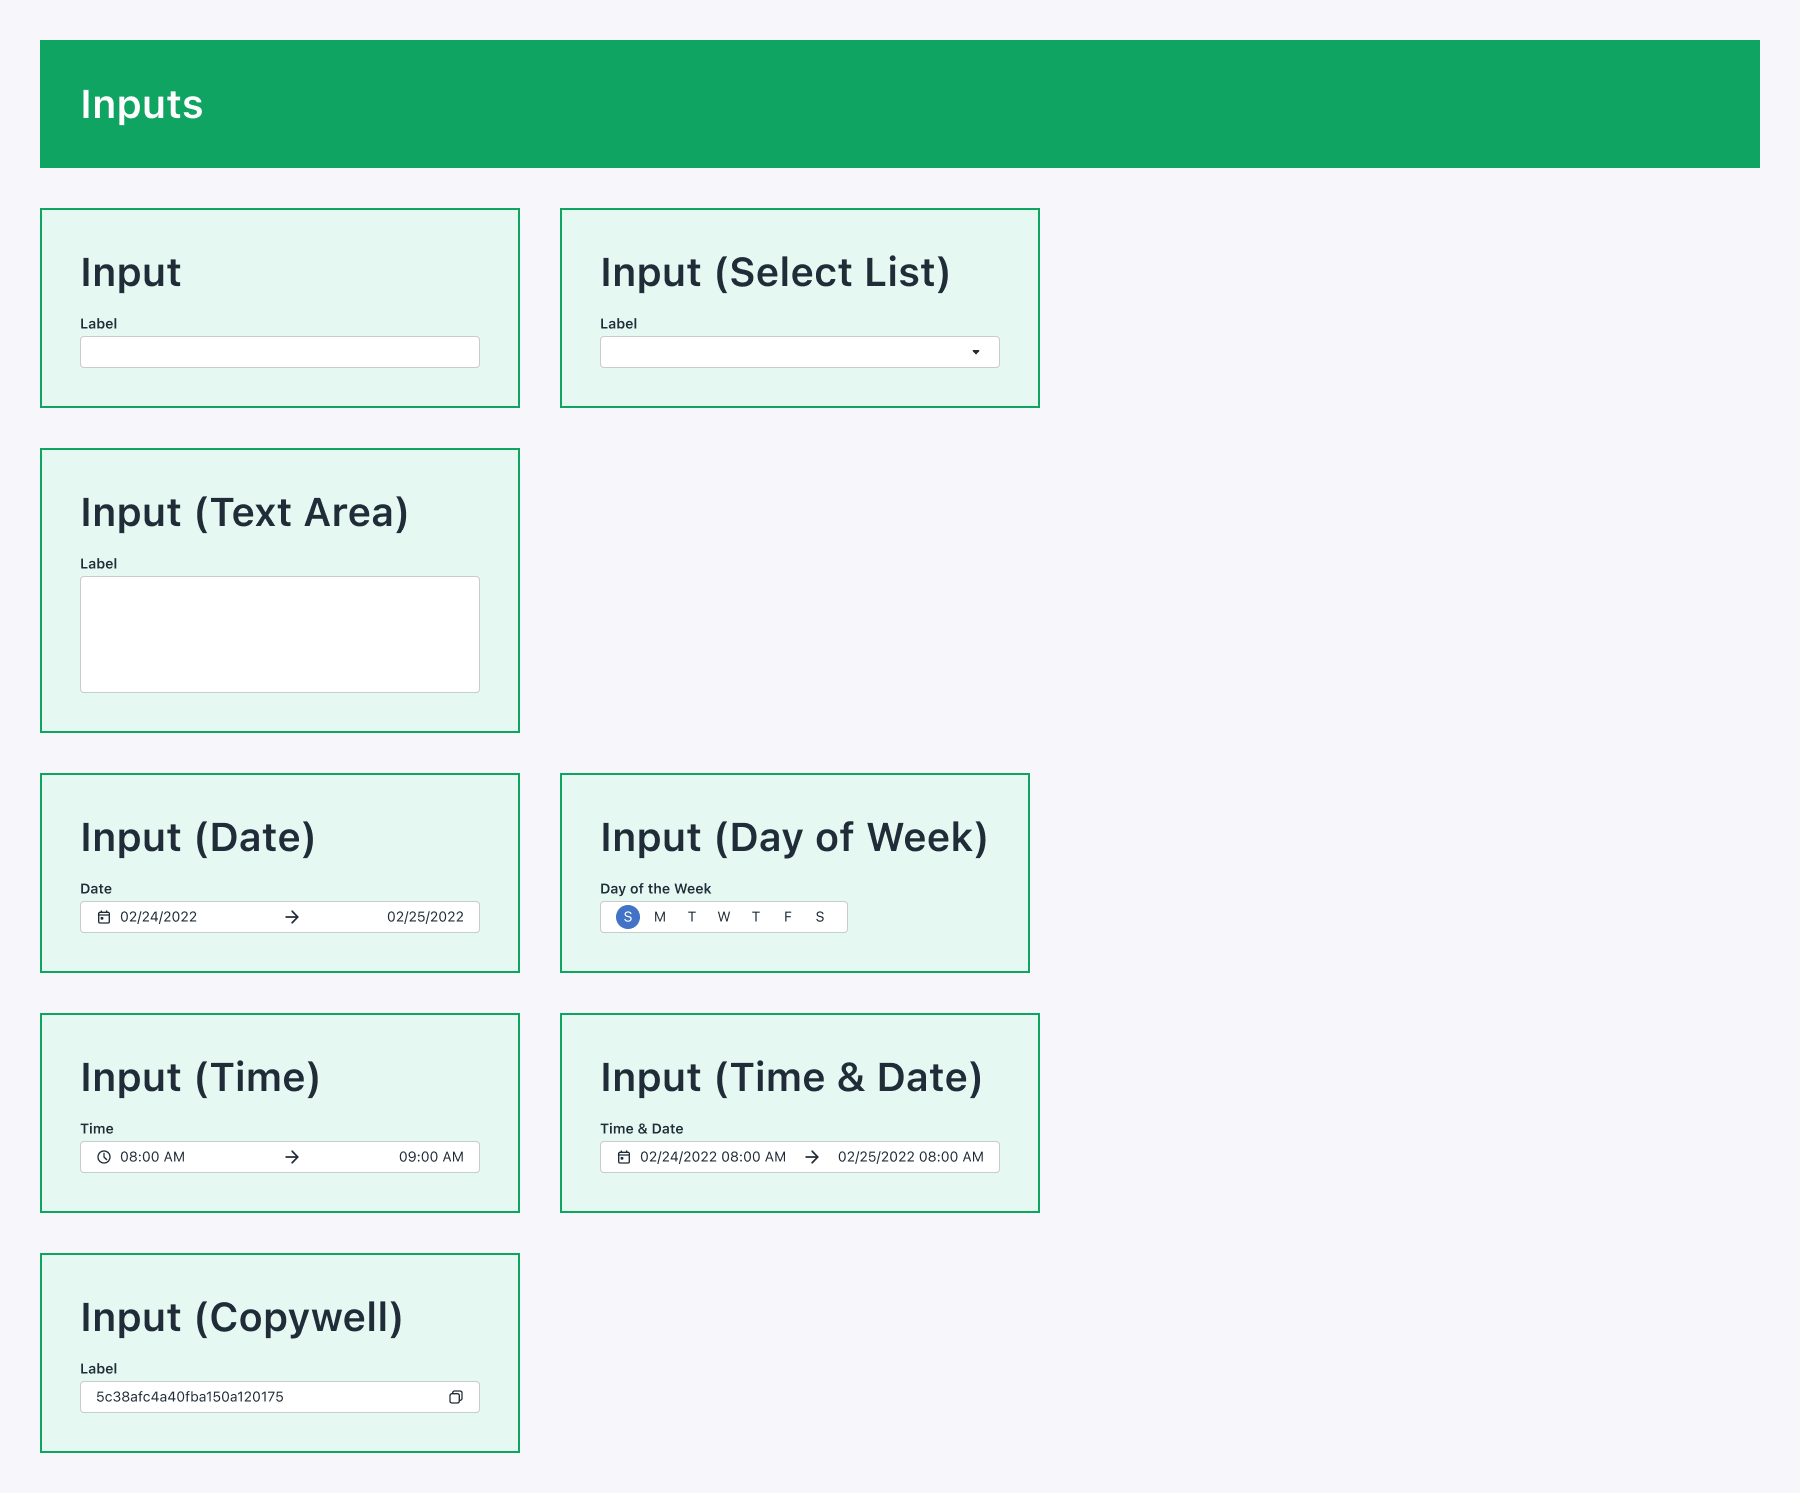 Inputs
Input
Label
Input (Select List)
Label
Input (Text Area)
Label
Input (Date)
Date
02/24/2022 02/25/2022
Input (Day of Week)
Day of the Week
S M T W T F S
Input (Time)
Time
08:00 AM 09:00 AM
Input (Time & Date)
Time & Date
02/24/2022 08:00 AM 02/25/2022 08:00 AM
Input (Copywell)
Label
5c38afc4a40fba150a120175